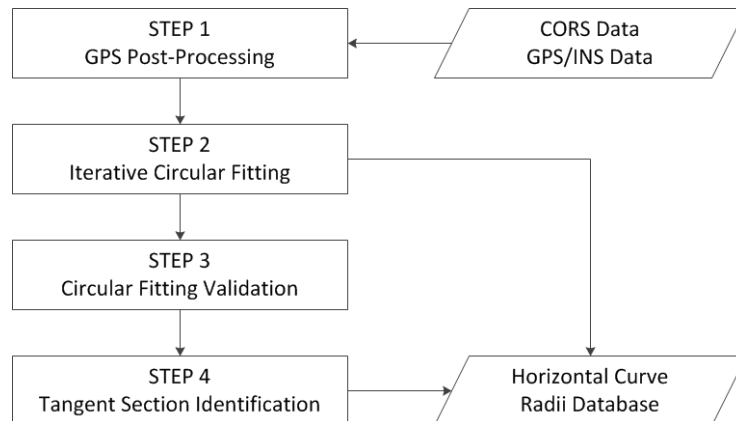 STEP 1
GPS Post-Processing
CORS Data
GPS/INS Data
STEP 2
Iterative Circular Fitting
STEP 3
Circular Fitting Validation
STEP 4
Tangent Section Identification
Horizontal Curve
Radii Database